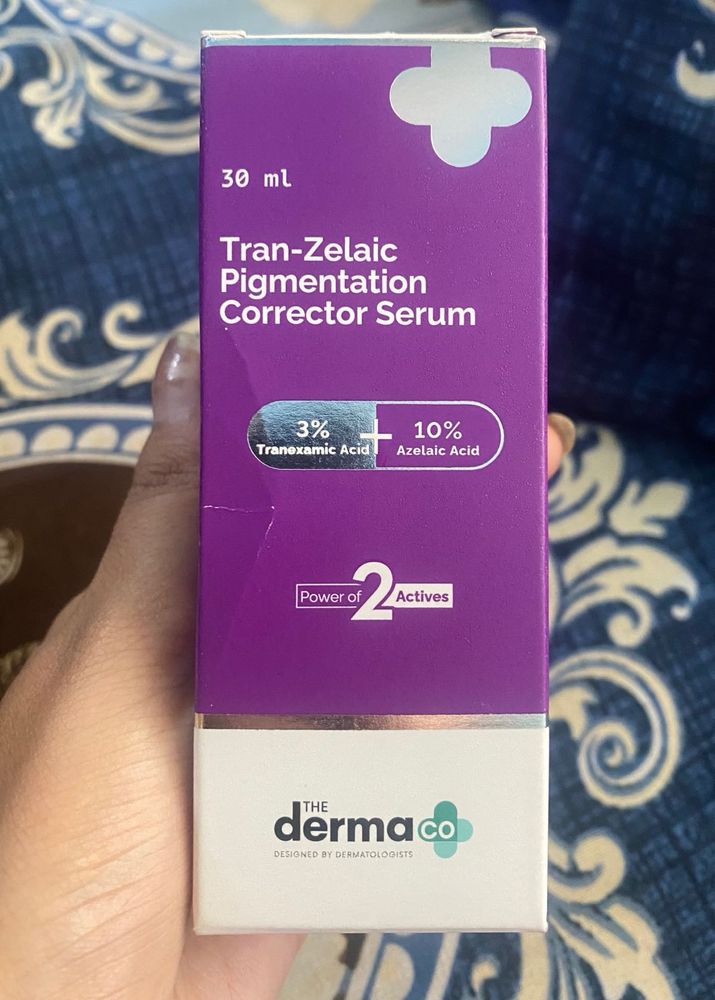 30 ml
Tran-Zelaic
Pigmentation
Corrector Serum
3%
Tranexamic Acid
+
10%
Azelaic Acid
Power of 2 Actives
THE
derma co
DESIGNED BY DERMATOLOGISTS